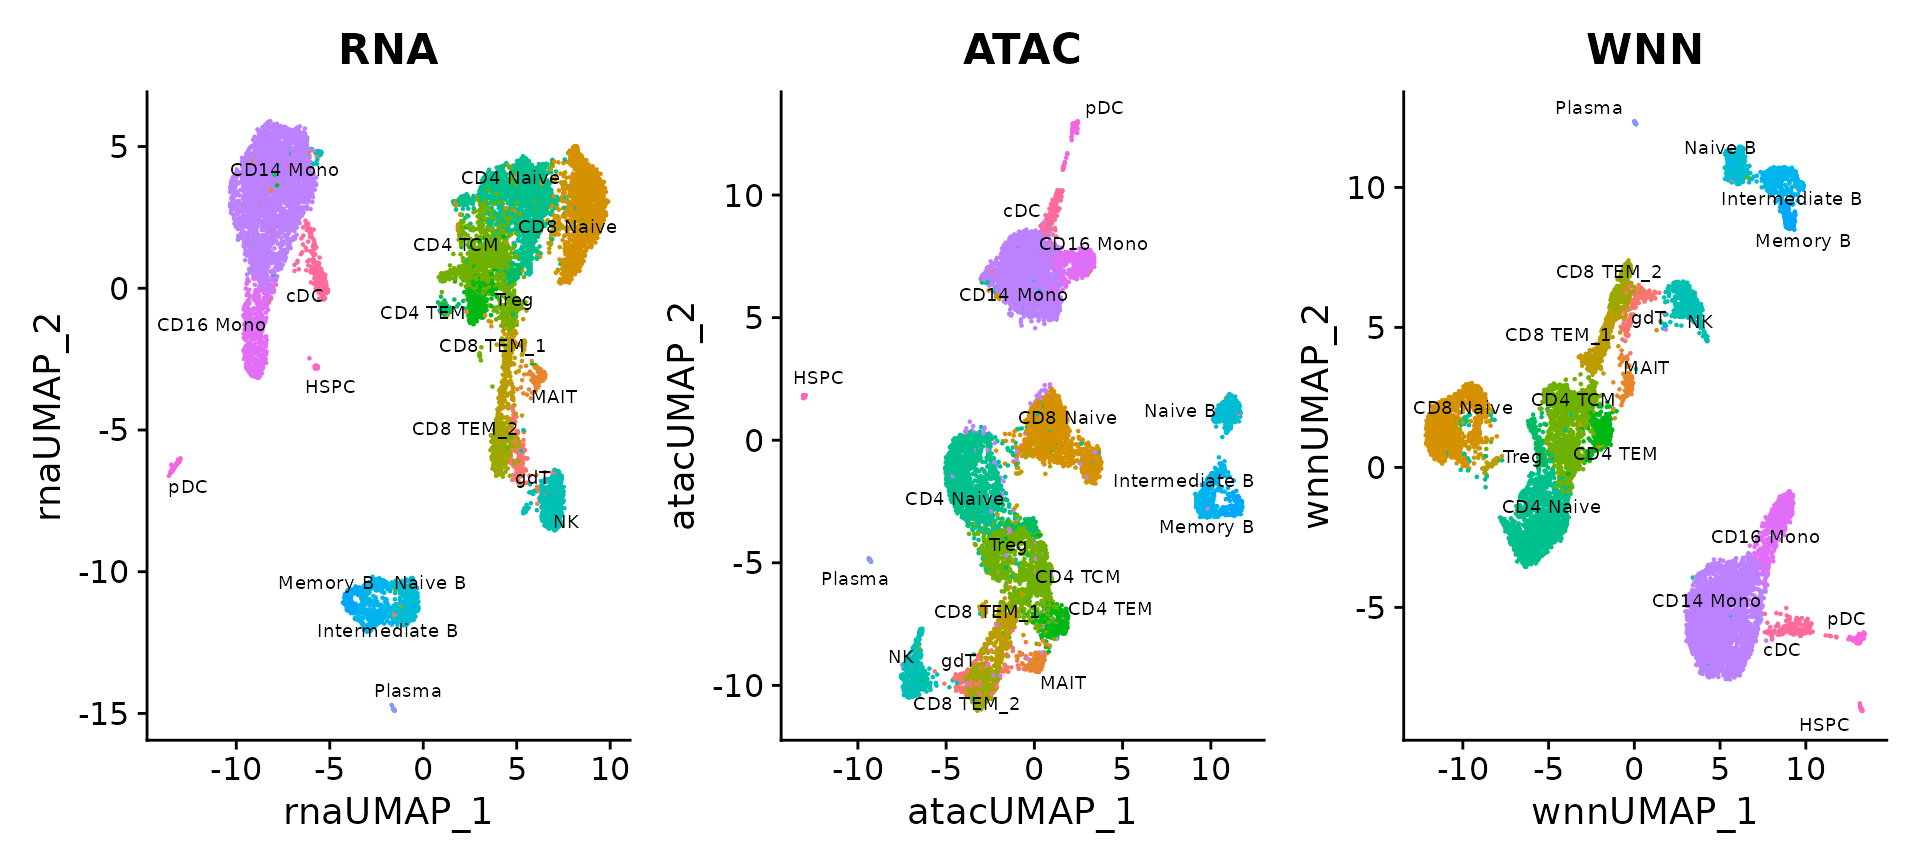 RNA
5
0
-5
-10
-15
rnaUMAP_2
CD14 Mono
CD4 Naive
CD8 Naive
CD4 TCM
cDC
Treg
CD4 TEM
CD16 Mono
CD8 TEM_1
HSPC
MAIT
CD8 TEM_2
gdT
pDC
NK
Memory B
Naive B
Intermediate B
Plasma
-10
-5
0
5
10
rnaUMAP_1
ATAC
10
5
0
-5
-10
atacUMAP_2
pDC
cDC
CD16 Mono
CD14 Mono
HSPC
Naive B
CD8 Naive
Intermediate B
CD4 Naive
Memory B
Treg
Plasma
CD4 TCM
CD8 TEM_1
CD4 TEM
NK
gdT
MAIT
CD8 TEM_2
-10
-5
0
5
10
atacUMAP_1
WNN
10
5
0
-5
wnnUMAP_2
Plasma
Naive B
Intermediate B
Memory B
CD8 TEM_2
gdT
NK
CD8 TEM_1
MAIT
CD4 TCM
CD8 Naive
Treg
CD4 TEM
CD4 Naive
CD16 Mono
CD14 Mono
pDC
cDC
HSPC
-10
-5
0
5
10
wnnUMAP_1